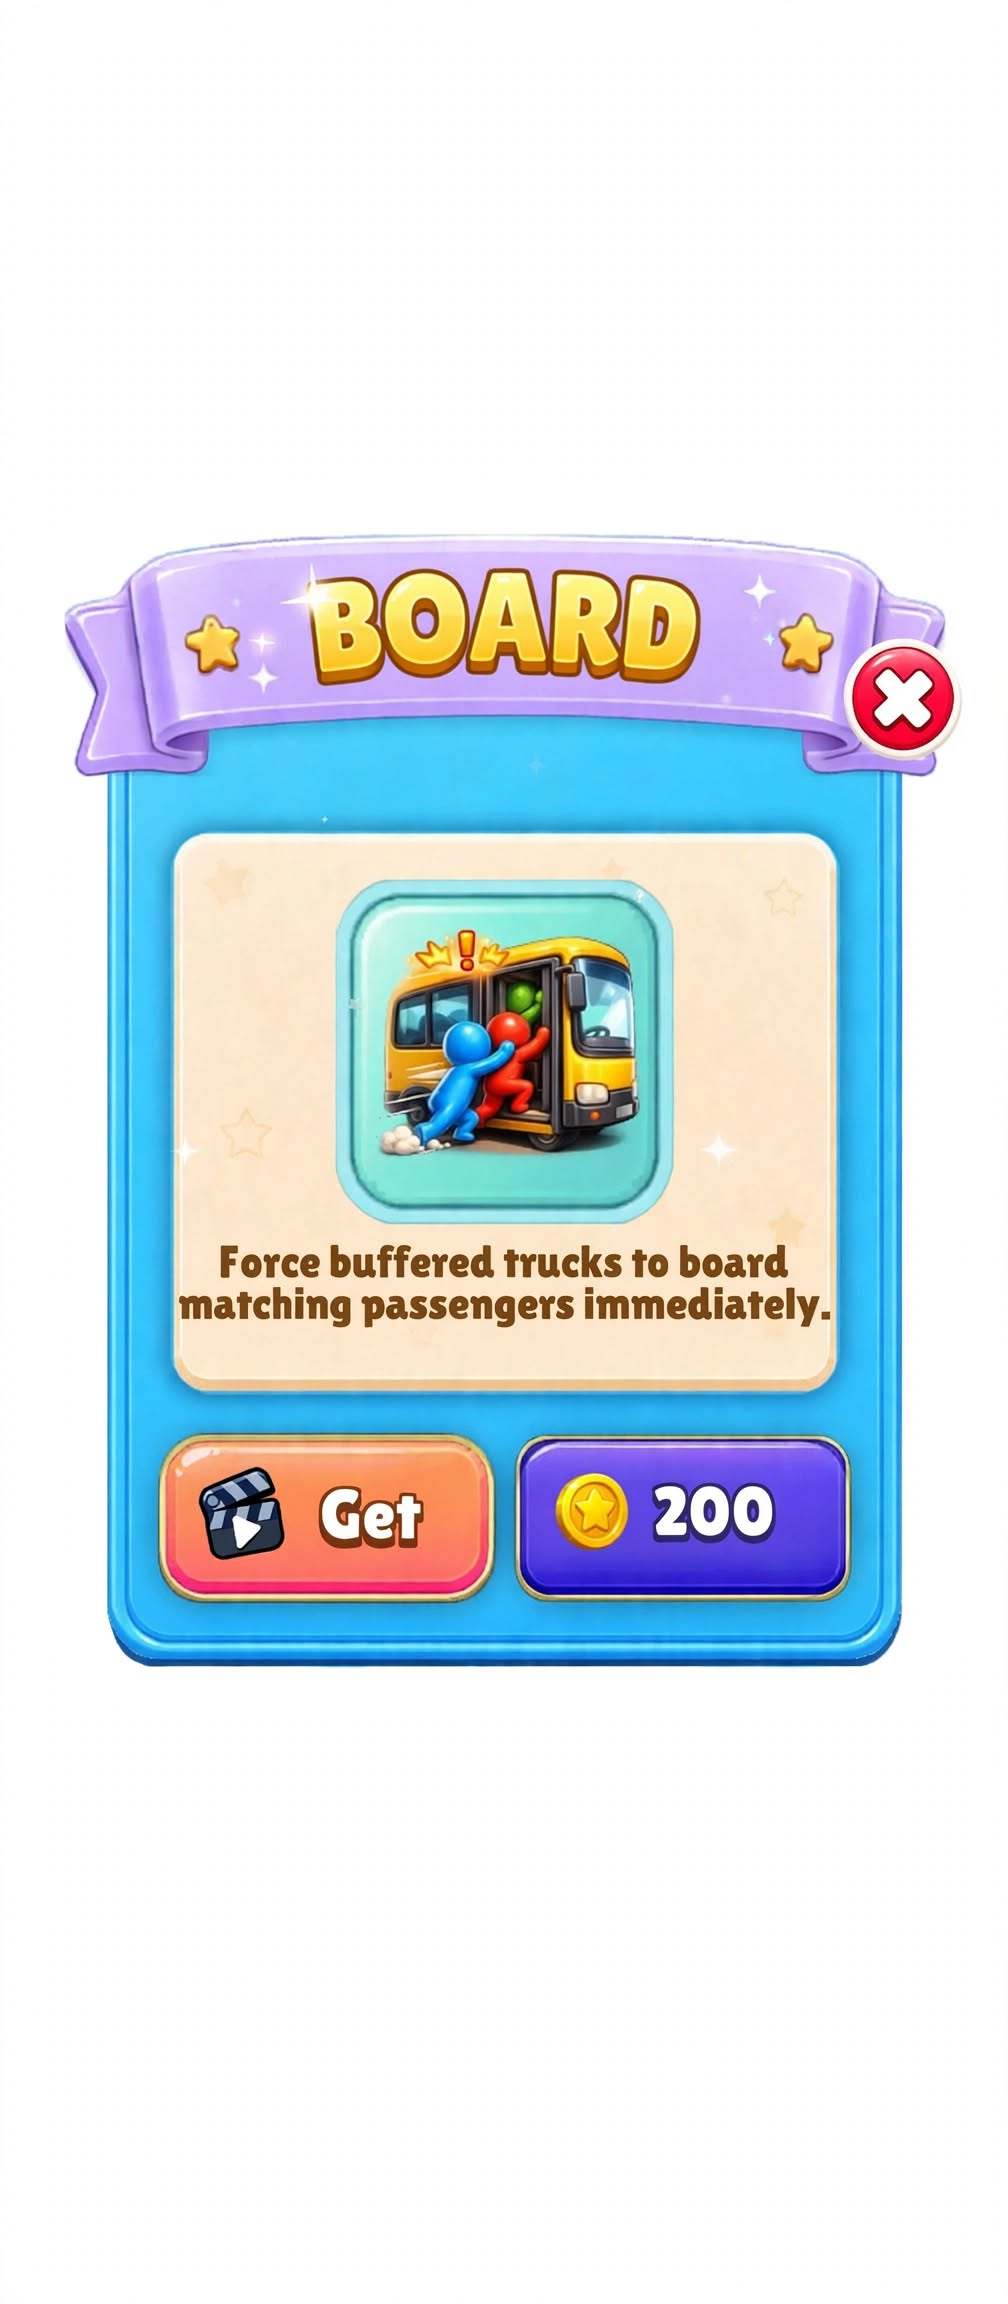 BOARD
Force buffered trucks to board
matching passengers immediately.
Get
200